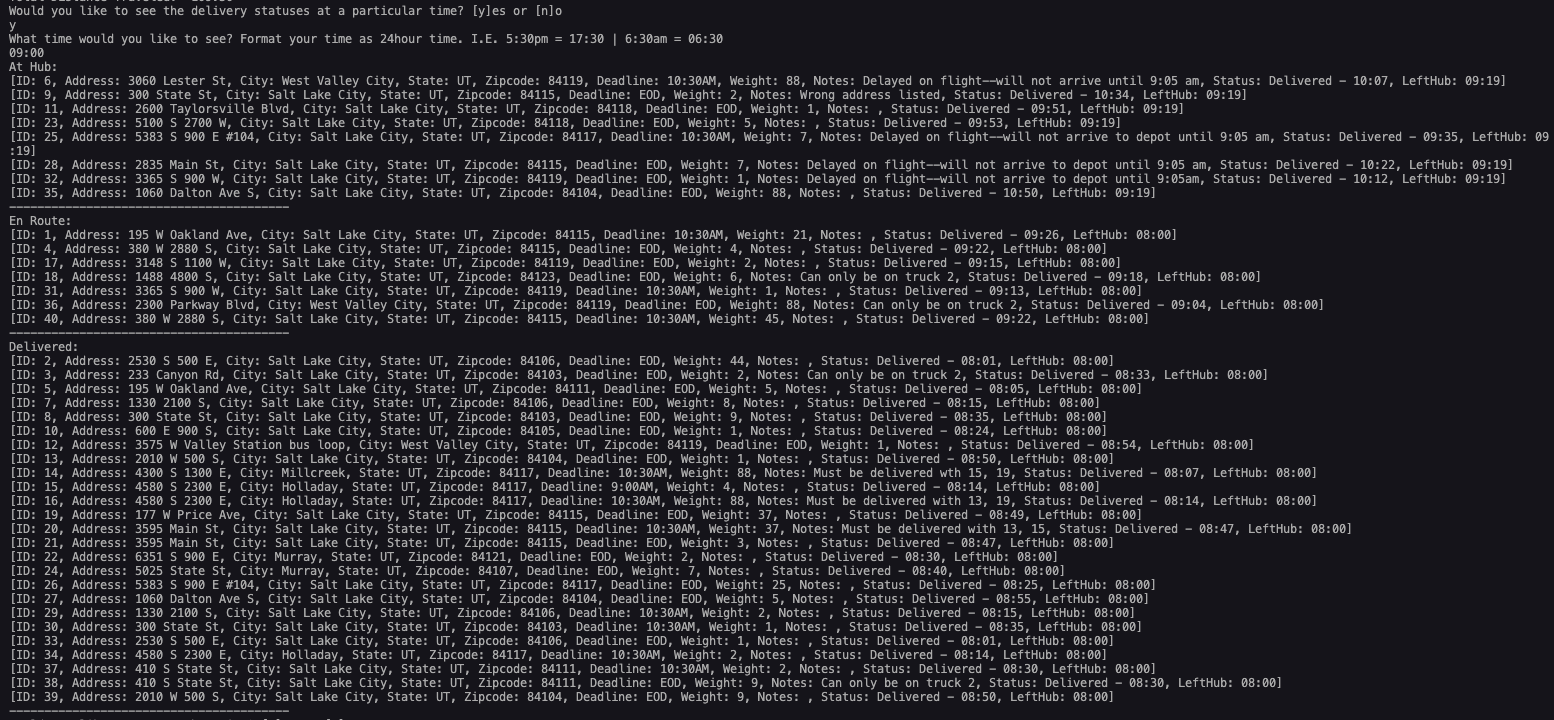 Would you like to see the delivery statuses at a particular time? [y]es or [n]o
y
What time would you like to see? Format your time as 24hour time. I.E. 5:30pm = 17:30 | 6:30am = 06:30
09:00
At Hub:
[ID: 6, Address: 3060 Lester St, City: West Valley City, State: UT, Zipcode: 84119, Deadline: 10:30AM, Weight: 88, Notes: Delayed on flight——will not arrive until 9:05 am, Status: Delivered - 10:07, LeftHub: 09:19]
[ID: 9, Address: 300 State St, City: Salt Lake City, State: UT, Zipcode: 84115, Deadline: EOD, Weight: 2, Notes: Wrong address listed, Status: Delivered - 10:34, LeftHub: 09:19]
[ID: 11, Address: 2600 Taylorsville Blvd, City: Salt Lake City, State: UT, Zipcode: 84118, Deadline: EOD, Weight: 1, Notes: , Status: Delivered - 09:51, LeftHub: 09:19]
[ID: 23, Address: 5100 S 2700 W, City: Salt Lake City, State: UT, Zipcode: 84118, Deadline: EOD, Weight: 5, Notes: , Status: Delivered - 09:53, LeftHub: 09:19]
[ID: 25, Address: 5383 S 900 E #104, City: Salt Lake City, State: UT, Zipcode: 84117, Deadline: 10:30AM, Weight: 7, Notes: Delayed on flight——will not arrive to depot until 9:05 am, Status: Delivered - 09:35, LeftHub: 09
:19]
[ID: 28, Address: 2835 Main St, City: Salt Lake City, State: UT, Zipcode: 84115, Deadline: EOD, Weight: 7, Notes: Delayed on flight——will not arrive to depot until 9:05 am, Status: Delivered - 10:22, LeftHub: 09:19]
[ID: 32, Address: 3365 S 900 W, City: Salt Lake City, State: UT, Zipcode: 84119, Deadline: EOD, Weight: 1, Notes: Delayed on flight——will not arrive to depot until 9:05am, Status: Delivered - 10:12, LeftHub: 09:19]
[ID: 35, Address: 1060 Dalton Ave S, City: Salt Lake City, State: UT, Zipcode: 84104, Deadline: EOD, Weight: 88, Notes: , Status: Delivered - 10:50, LeftHub: 09:19]
————————————————————————————————————————
En Route:
[ID: 1, Address: 195 W Oakland Ave, City: Salt Lake City, State: UT, Zipcode: 84115, Deadline: 10:30AM, Weight: 21, Notes: , Status: Delivered - 09:26, LeftHub: 08:00]
[ID: 4, Address: 380 W 2880 S, City: Salt Lake City, State: UT, Zipcode: 84115, Deadline: EOD, Weight: 4, Notes: , Status: Delivered - 09:22, LeftHub: 08:00]
[ID: 17, Address: 3148 S 1100 W, City: Salt Lake City, State: UT, Zipcode: 84119, Deadline: EOD, Weight: 2, Notes: , Status: Delivered - 09:15, LeftHub: 08:00]
[ID: 18, Address: 1488 4800 S, City: Salt Lake City, State: UT, Zipcode: 84123, Deadline: EOD, Weight: 6, Notes: Can only be on truck 2, Status: Delivered - 09:18, LeftHub: 08:00]
[ID: 31, Address: 3365 S 900 W, City: Salt Lake City, State: UT, Zipcode: 84119, Deadline: 10:30AM, Weight: 1, Notes: , Status: Delivered - 09:13, LeftHub: 08:00]
[ID: 36, Address: 2300 Parkway Blvd, City: West Valley City, State: UT, Zipcode: 84119, Deadline: EOD, Weight: 88, Notes: Can only be on truck 2, Status: Delivered - 09:04, LeftHub: 08:00]
[ID: 40, Address: 380 W 2880 S, City: Salt Lake City, State: UT, Zipcode: 84115, Deadline: 10:30AM, Weight: 45, Notes: , Status: Delivered - 09:22, LeftHub: 08:00]
————————————————————————————————————————
Delivered:
[ID: 2, Address: 2530 S 500 E, City: Salt Lake City, State: UT, Zipcode: 84106, Deadline: EOD, Weight: 44, Notes: , Status: Delivered - 08:01, LeftHub: 08:00]
[ID: 3, Address: 233 Canyon Rd, City: Salt Lake City, State: UT, Zipcode: 84103, Deadline: EOD, Weight: 2, Notes: Can only be on truck 2, Status: Delivered - 08:33, LeftHub: 08:00]
[ID: 5, Address: 195 W Oakland Ave, City: Salt Lake City, State: UT, Zipcode: 84111, Deadline: EOD, Weight: 5, Notes: , Status: Delivered - 08:05, LeftHub: 08:00]
[ID: 7, Address: 1330 2100 S, City: Salt Lake City, State: UT, Zipcode: 84106, Deadline: EOD, Weight: 8, Notes: , Status: Delivered - 08:15, LeftHub: 08:00]
[ID: 8, Address: 300 State St, City: Salt Lake City, State: UT, Zipcode: 84103, Deadline: EOD, Weight: 9, Notes: , Status: Delivered - 08:35, LeftHub: 08:00]
[ID: 10, Address: 600 E 900 S, City: Salt Lake City, State: UT, Zipcode: 84105, Deadline: EOD, Weight: 1, Notes: , Status: Delivered - 08:24, LeftHub: 08:00]
[ID: 12, Address: 3575 W Valley Station bus loop, City: West Valley City, State: UT, Zipcode: 84119, Deadline: EOD, Weight: 1, Notes: , Status: Delivered - 08:54, LeftHub: 08:00]
[ID: 13, Address: 2010 W 500 S, City: Salt Lake City, State: UT, Zipcode: 84104, Deadline: EOD, Weight: 1, Notes: , Status: Delivered - 08:50, LeftHub: 08:00]
[ID: 14, Address: 4300 S 1300 E, City: Millcreek, State: UT, Zipcode: 84117, Deadline: 10:30AM, Weight: 88, Notes: Must be delivered wth 15, 19, Status: Delivered - 08:07, LeftHub: 08:00]
[ID: 15, Address: 4580 S 2300 E, City: Holladay, State: UT, Zipcode: 84117, Deadline: 9:00AM, Weight: 4, Notes: , Status: Delivered - 08:14, LeftHub: 08:00]
[ID: 16, Address: 4580 S 2300 E, City: Holladay, State: UT, Zipcode: 84117, Deadline: 10:30AM, Weight: 88, Notes: Must be delivered with 13, 19, Status: Delivered - 08:14, LeftHub: 08:00]
[ID: 19, Address: 177 W Price Ave, City: Salt Lake City, State: UT, Zipcode: 84115, Deadline: EOD, Weight: 37, Notes: , Status: Delivered - 08:49, LeftHub: 08:00]
[ID: 20, Address: 3595 Main St, City: Salt Lake City, State: UT, Zipcode: 84115, Deadline: 10:30AM, Weight: 37, Notes: Must be delivered with 13, 15, Status: Delivered - 08:47, LeftHub: 08:00]
[ID: 21, Address: 3595 Main St, City: Salt Lake City, State: UT, Zipcode: 84115, Deadline: EOD, Weight: 3, Notes: , Status: Delivered - 08:47, LeftHub: 08:00]
[ID: 22, Address: 6351 S 900 E, City: Murray, State: UT, Zipcode: 84121, Deadline: EOD, Weight: 2, Notes: , Status: Delivered - 08:30, LeftHub: 08:00]
[ID: 24, Address: 5025 State St, City: Murray, State: UT, Zipcode: 84107, Deadline: EOD, Weight: 7, Notes: , Status: Delivered - 08:40, LeftHub: 08:00]
[ID: 26, Address: 5383 S 900 E #104, City: Salt Lake City, State: UT, Zipcode: 84117, Deadline: EOD, Weight: 25, Notes: , Status: Delivered - 08:25, LeftHub: 08:00]
[ID: 27, Address: 1060 Dalton Ave S, City: Salt Lake City, State: UT, Zipcode: 84104, Deadline: EOD, Weight: 5, Notes: , Status: Delivered - 08:55, LeftHub: 08:00]
[ID: 29, Address: 1330 2100 S, City: Salt Lake City, State: UT, Zipcode: 84106, Deadline: 10:30AM, Weight: 2, Notes: , Status: Delivered - 08:15, LeftHub: 08:00]
[ID: 30, Address: 300 State St, City: Salt Lake City, State: UT, Zipcode: 84103, Deadline: 10:30AM, Weight: 1, Notes: , Status: Delivered - 08:35, LeftHub: 08:00]
[ID: 33, Address: 2530 S 500 E, City: Salt Lake City, State: UT, Zipcode: 84106, Deadline: EOD, Weight: 1, Notes: , Status: Delivered - 08:01, LeftHub: 08:00]
[ID: 34, Address: 4580 S 2300 E, City: Holladay, State: UT, Zipcode: 84117, Deadline: 10:30AM, Weight: 2, Notes: , Status: Delivered - 08:14, LeftHub: 08:00]
[ID: 37, Address: 410 S State St, City: Salt Lake City, State: UT, Zipcode: 84111, Deadline: 10:30AM, Weight: 2, Notes: , Status: Delivered - 08:30, LeftHub: 08:00]
[ID: 38, Address: 410 S State St, City: Salt Lake City, State: UT, Zipcode: 84111, Deadline: EOD, Weight: 9, Notes: Can only be on truck 2, Status: Delivered - 08:30, LeftHub: 08:00]
[ID: 39, Address: 2010 W 500 S, City: Salt Lake City, State: UT, Zipcode: 84104, Deadline: EOD, Weight: 9, Notes: , Status: Delivered - 08:50, LeftHub: 08:00]
————————————————————————————————————————